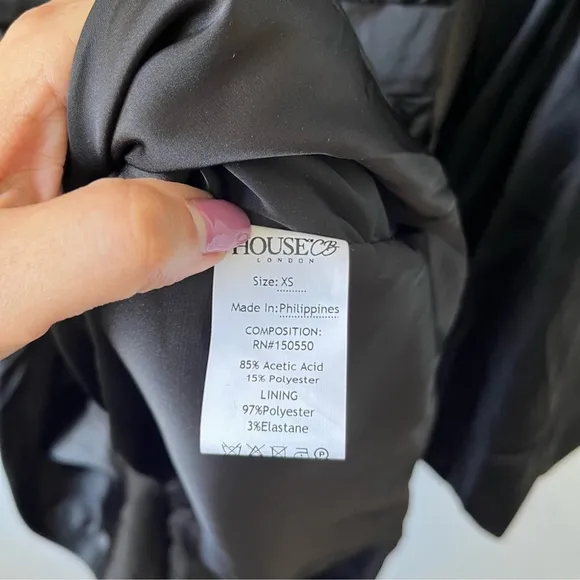 HOUSE CB
LONDON
Size: XS
Made In: Philippines
COMPOSITION:
RN#150550
85% Acetic Acid
15% Polyester
LINING
97%Polyester
3%Elastane